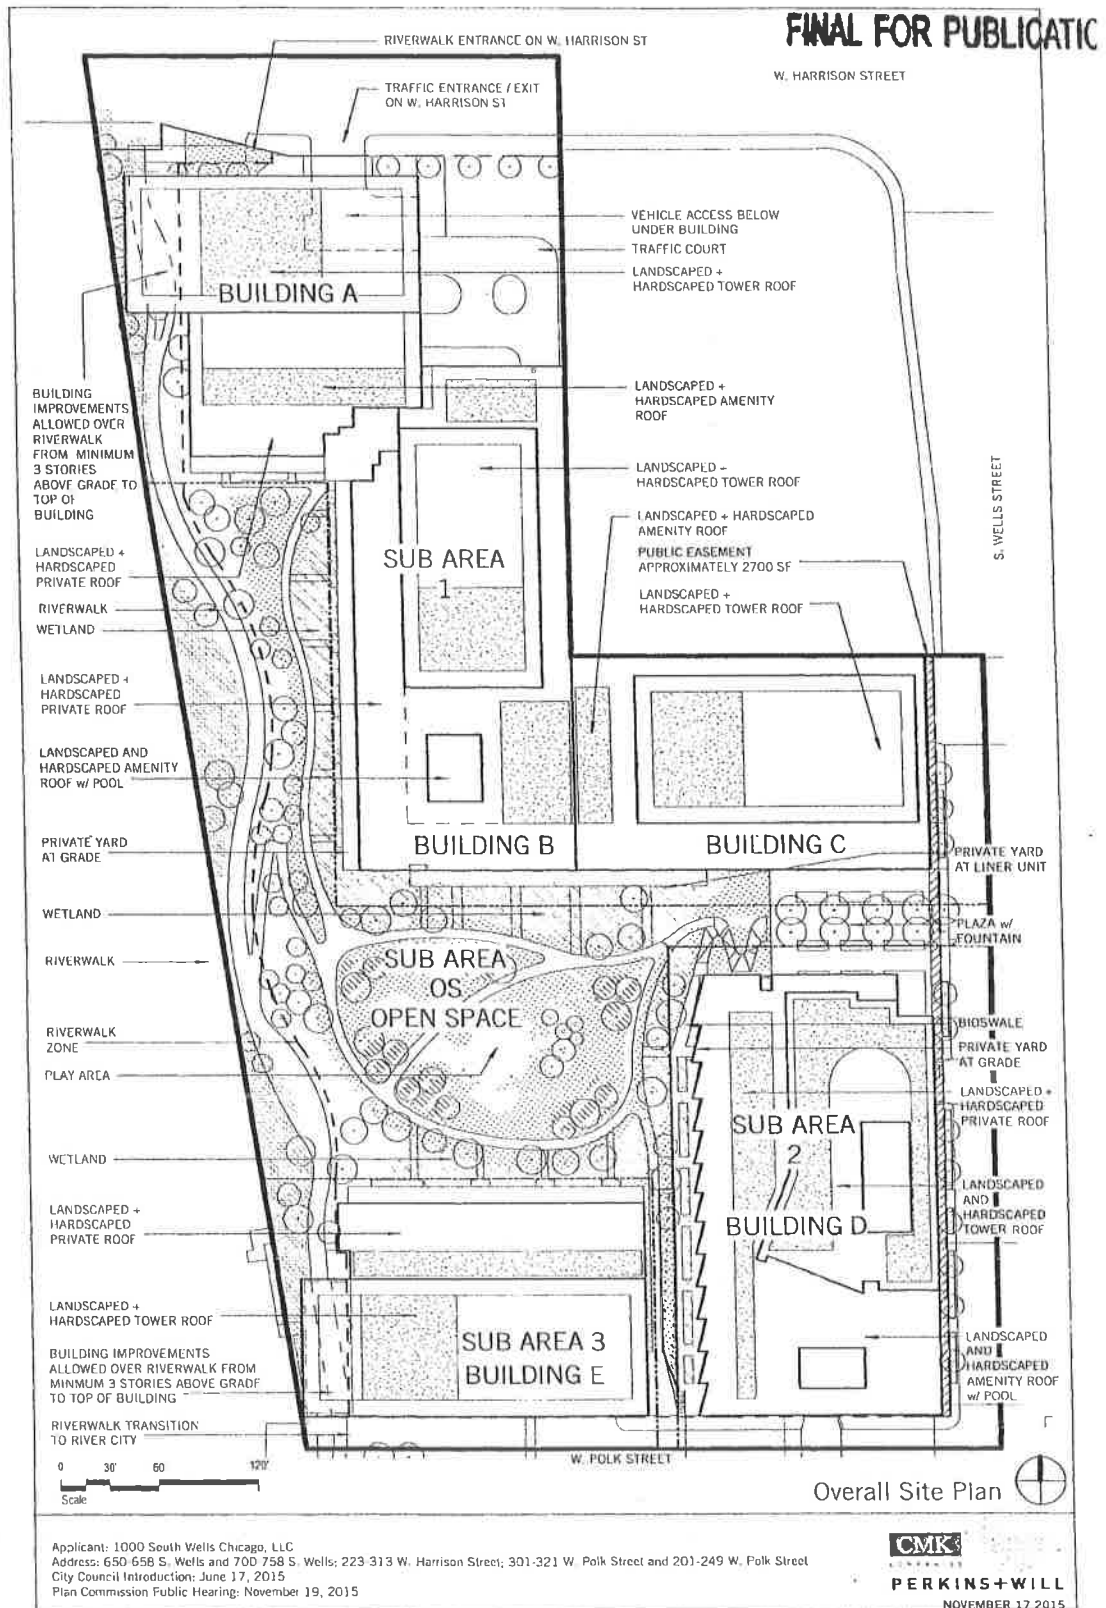 FINAL FOR PUBLICATIO
RIVERWALK ENTRANCE ON W. HARRISON ST
W. HARRISON STREET
TRAFFIC ENTRANCE / EXIT
ON W. HARRISON ST
VEHICLE ACCESS BELOW
UNDER BUILDING
TRAFFIC COURT
LANDSCAPED +
HARDSCAPED TOWER ROOF
BUILDING A
BUILDING
IMPROVEMENTS
ALLOWED OVER
RIVERWALK
FROM MINIMUM
3 STORIES
ABOVE GRADE TO
TOP OF
BUILDING
LANDSCAPED +
HARDSCAPED AMENITY
ROOF
LANDSCAPED +
HARDSCAPED TOWER ROOF
S. WELLS STREET
LANDSCAPED + HARDSCAPED
AMENITY ROOF
PUBLIC EASEMENT
APPROXIMATELY 2700 SF
LANDSCAPED +
HARDSCAPED TOWER ROOF
LANDSCAPED +
HARDSCAPED
PRIVATE ROOF
RIVERWALK
WETLAND
SUB AREA
1
LANDSCAPED +
HARDSCAPED
PRIVATE ROOF
LANDSCAPED AND
HARDSCAPED AMENITY
ROOF w/ POOL
PRIVATE YARD
AT GRADE
BUILDING B
BUILDING C
PRIVATE YARD
AT LINER UNIT
WETLAND
PLAZA w/
FOUNTAIN
RIVERWALK
SUB AREA
OS
OPEN SPACE
RIVERWALK
ZONE
PLAY AREA
BIOSWALE
PRIVATE YARD
AT GRADE
LANDSCAPED +
HARDSCAPED
PRIVATE ROOF
SUB AREA
2
WETLAND
LANDSCAPED
AND
HARDSCAPED
TOWER ROOF
BUILDING D
LANDSCAPED +
HARDSCAPED
PRIVATE ROOF
LANDSCAPED +
HARDSCAPED TOWER ROOF
SUB AREA 3
BUILDING E
LANDSCAPED
AND
HARDSCAPED
AMENITY ROOF
w/ POOL
BUILDING IMPROVEMENTS
ALLOWED OVER RIVERWALK FROM
MINMUM 3 STORIES ABOVE GRADE
TO TOP OF BUILDING
RIVERWALK TRANSITION
TO RIVER CITY
W. POLK STREET
0 30' 60 120'
Scale
Overall Site Plan
Applicant: 1000 South Wells Chicago, LLC
Address: 650-658 S. Wells and 700 758 S. Wells; 223-313 W. Harrison Street; 301-321 W. Polk Street and 201-249 W. Polk Street
City Council Introduction: June 17, 2015
Plan Commission Public Hearing: November 19, 2015
CMK
COMPANIES
PERKINS+WILL
NOVEMBER 17 2015